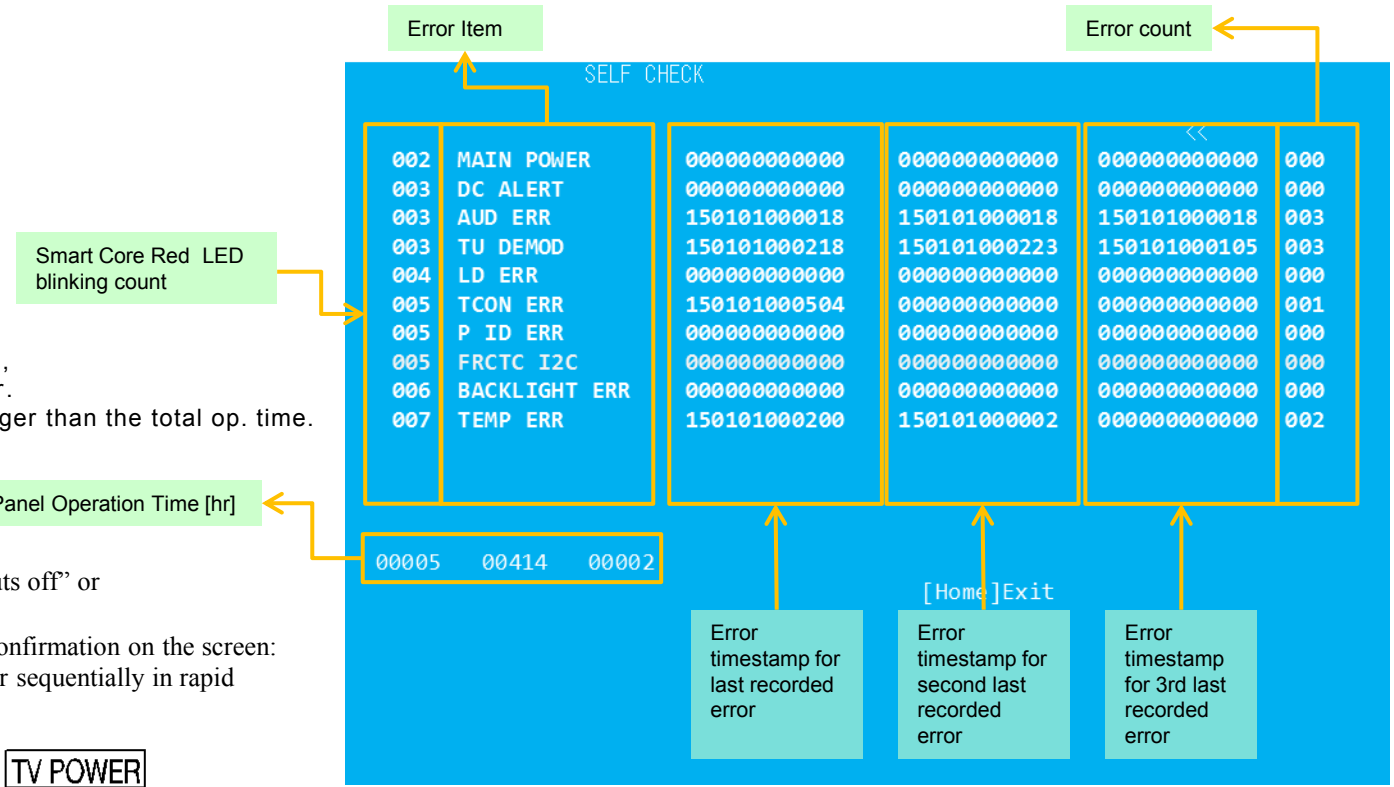 Error Item
Error count
SELF CHECK
<<
002 MAIN POWER 000000000000 000000000000 000000000000 000
003 DC ALERT 000000000000 000000000000 000000000000 000
003 AUD ERR 150101000018 150101000018 150101000018 003
003 TU DEMOD 150101000218 150101000223 150101000105 003
004 LD ERR 000000000000 000000000000 000000000000 000
005 TCON ERR 150101000504 000000000000 000000000000 001
005 P ID ERR 000000000000 000000000000 000000000000 000
005 FRCTC I2C 000000000000 000000000000 000000000000 000
006 BACKLIGHT ERR 000000000000 000000000000 000000000000 000
007 TEMP ERR 150101000200 150101000002 000000000000 002
Smart Core Red LED
blinking count
,
ger than the total op. time.
Panel Operation Time [hr]
00005 00414 00002
[Home]Exit
uts off” or
onfirmation on the screen:
r sequentially in rapid
TV POWER
Error
timestamp for
last recorded
error
Error
timestamp for
second last
recorded
error
Error
timestamp
for 3rd last
recorded
error